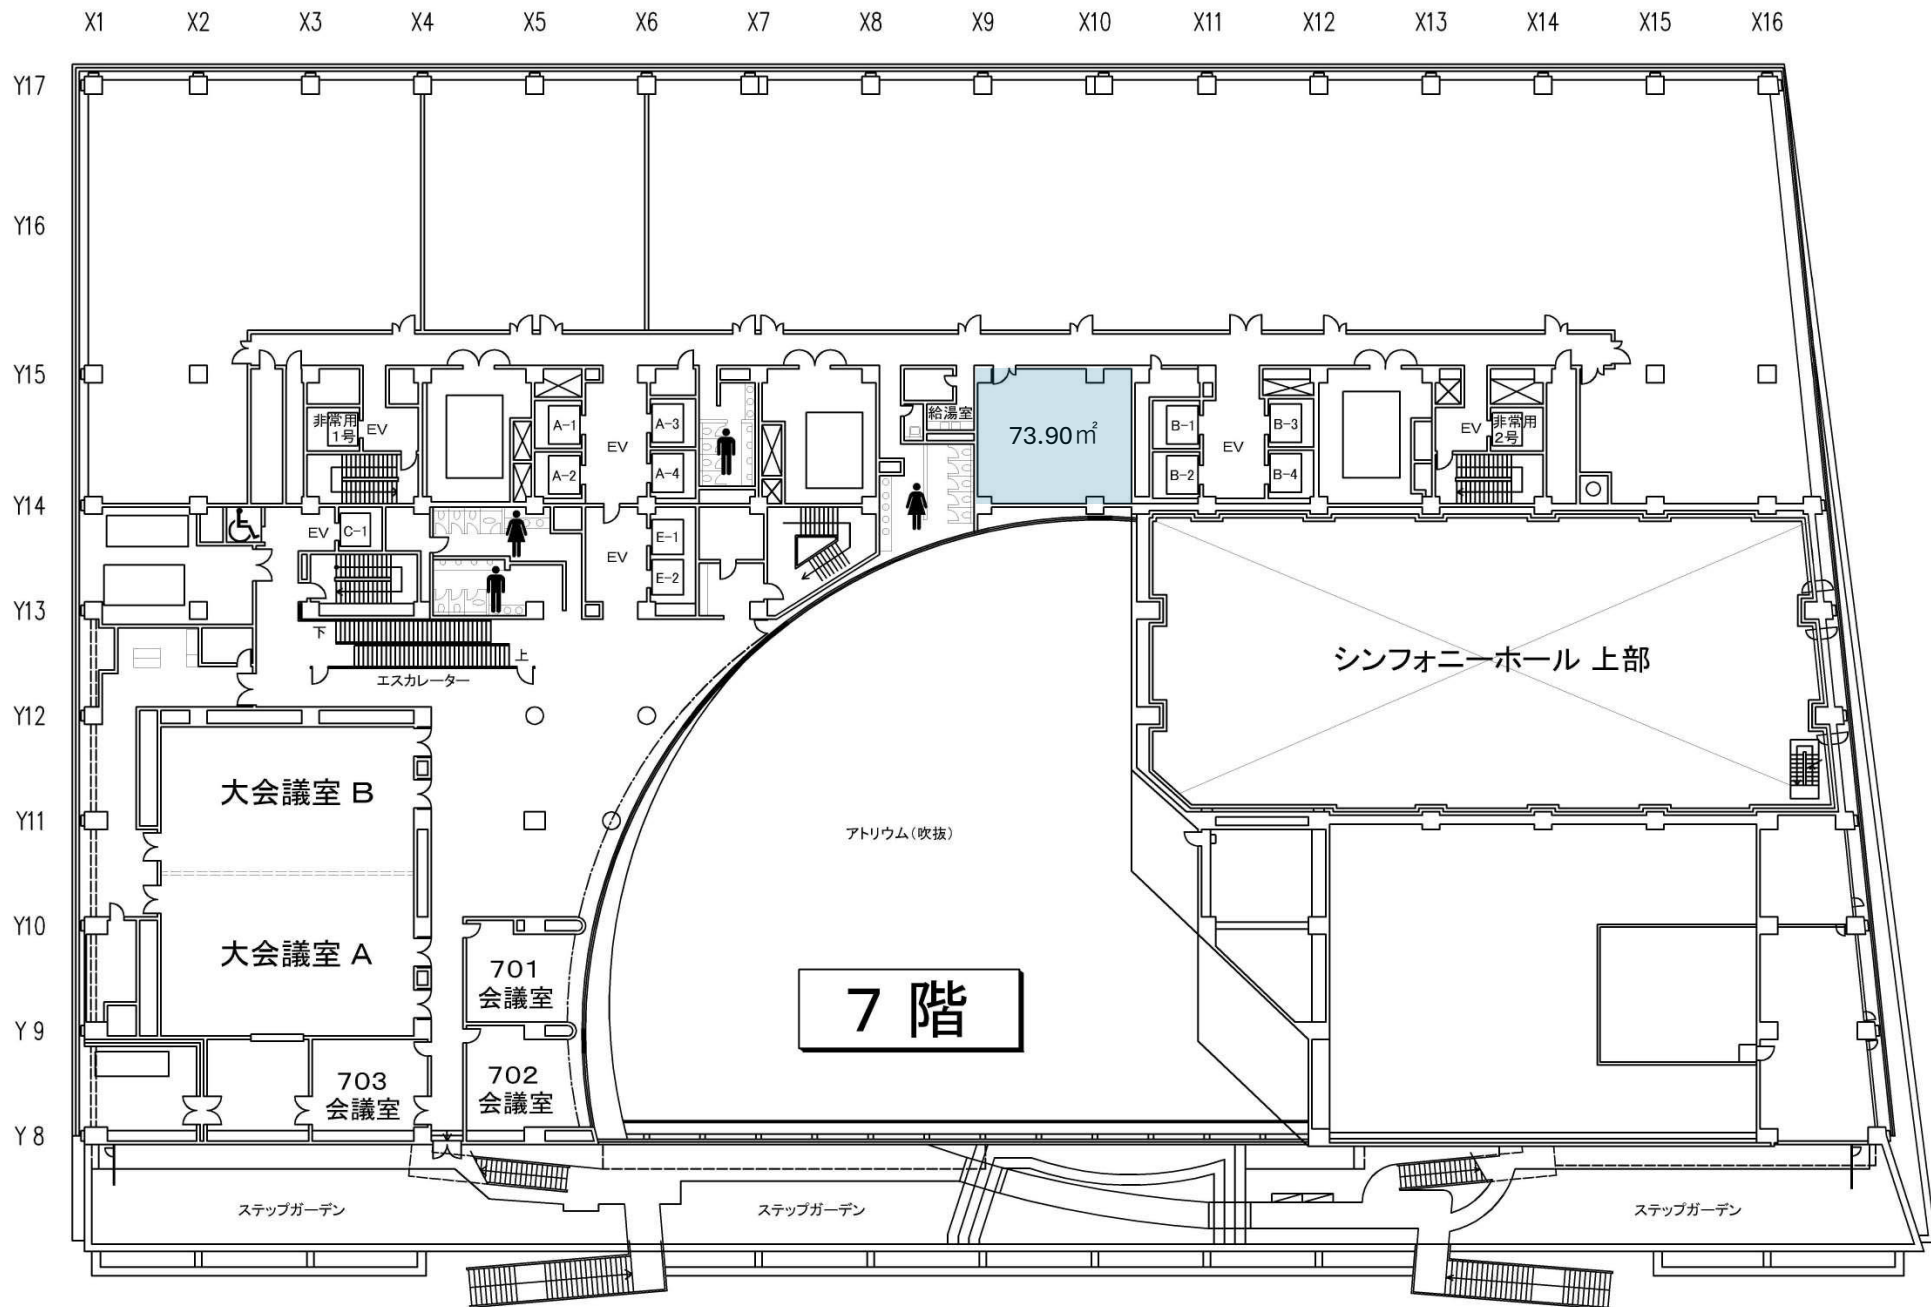 X1 X2 X3 X4 X5 X6 X7 X8 X9 X10 X11 X12 X13 X14 X15 X16
Y17
Y16
Y15
非常用
1号
EV
A-1
A-2
EV
A-3
A-4
給湯室
73.90㎡
B-1
B-2
EV
B-3
B-4
EV
非常用
2号
Y14
EV
C-1
EV
E-1
E-2
Y13
下
上
エスカレーター
シンフォニーホール 上部
Y12
大会議室 B
Y11
アトリウム(吹抜)
Y10
大会議室 A
701
会議室
7 階
Y 9
703
会議室
702
会議室
Y 8
ステップガーデン
ステップガーデン
ステップガーデン